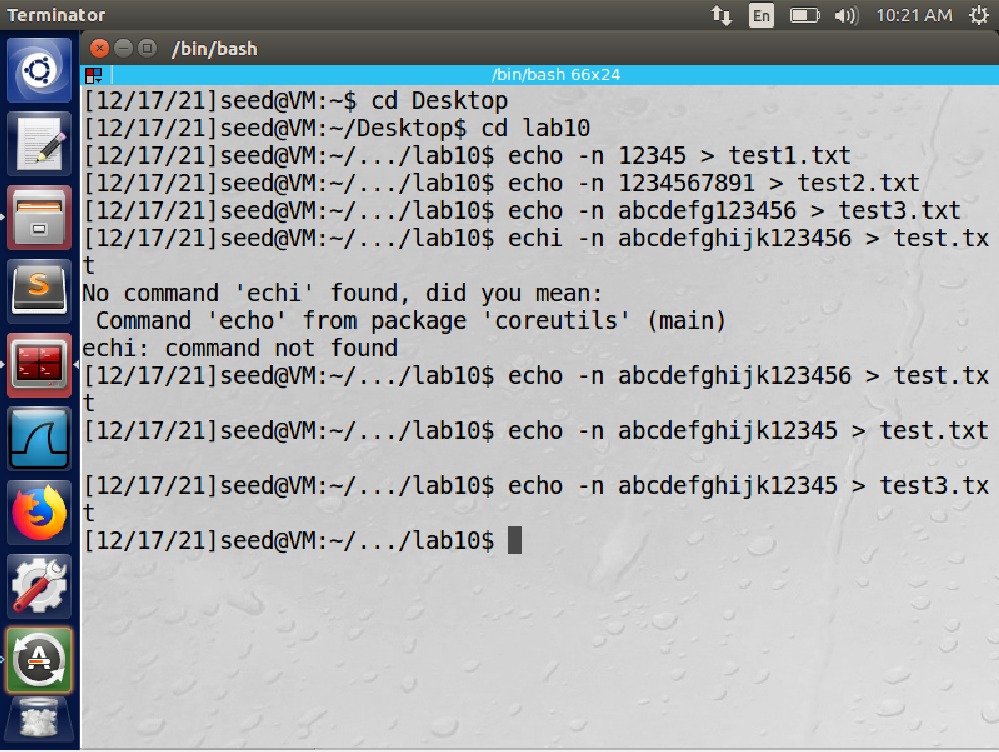 Terminator
En
10:21 AM
/bin/bash
/bin/bash 66x24
[12/17/21]seed@VM:~$ cd Desktop
[12/17/21]seed@VM:~/Desktop$ cd lab10
[12/17/21]seed@VM:~/.../lab10$ echo -n 12345 > test1.txt
[12/17/21]seed@VM:~/.../lab10$ echo -n 1234567891 > test2.txt
[12/17/21]seed@VM:~/.../lab10$ echo -n abcdefg123456 > test3.txt
[12/17/21]seed@VM:~/.../lab10$ echi -n abcdefghijk123456 > test.tx
t
No command 'echi' found, did you mean:
 Command 'echo' from package 'coreutils' (main)
echi: command not found
[12/17/21]seed@VM:~/.../lab10$ echo -n abcdefghijk123456 > test.tx
t
[12/17/21]seed@VM:~/.../lab10$ echo -n abcdefghijk12345 > test.txt
[12/17/21]seed@VM:~/.../lab10$ echo -n abcdefghijk12345 > test3.tx
t
[12/17/21]seed@VM:~/.../lab10$